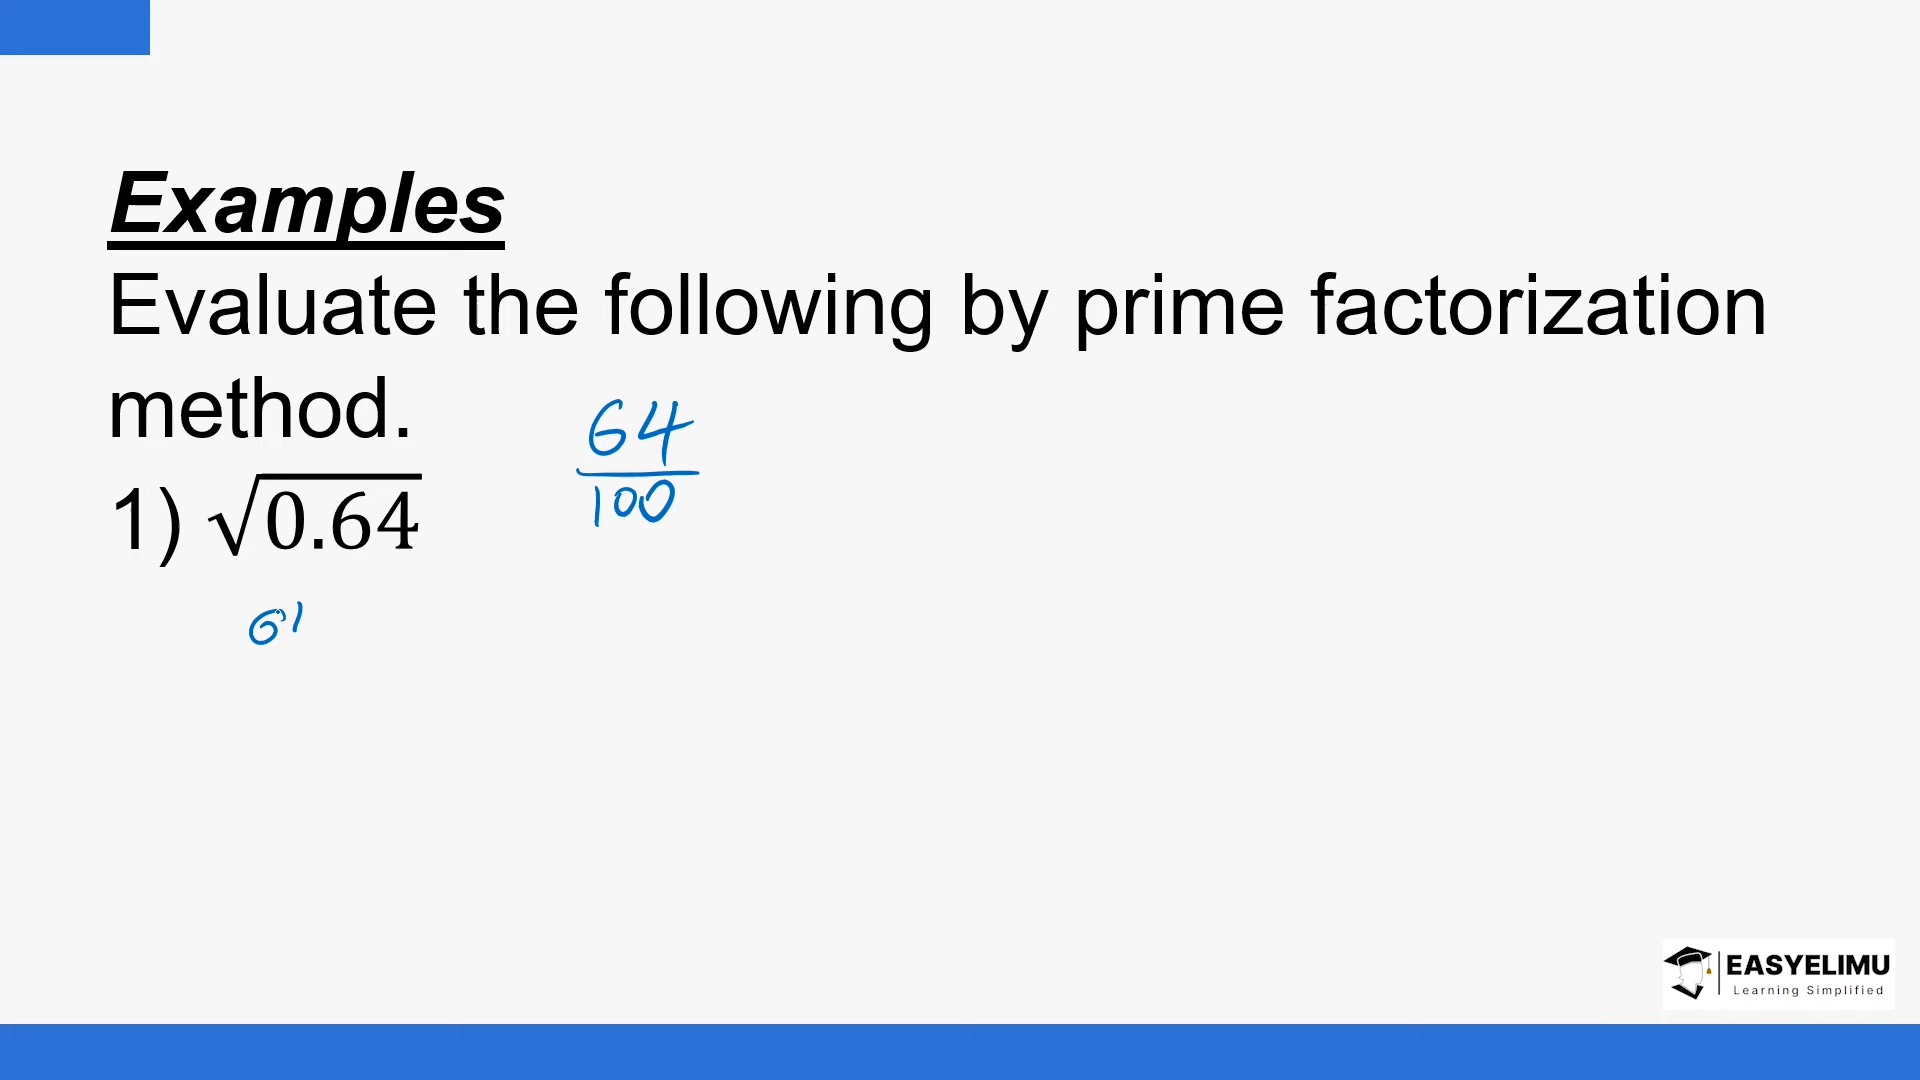 Examples
Evaluate the following by prime factorization
method.
64
100
1) √0.64
EASYELIMU
Learning Simplified